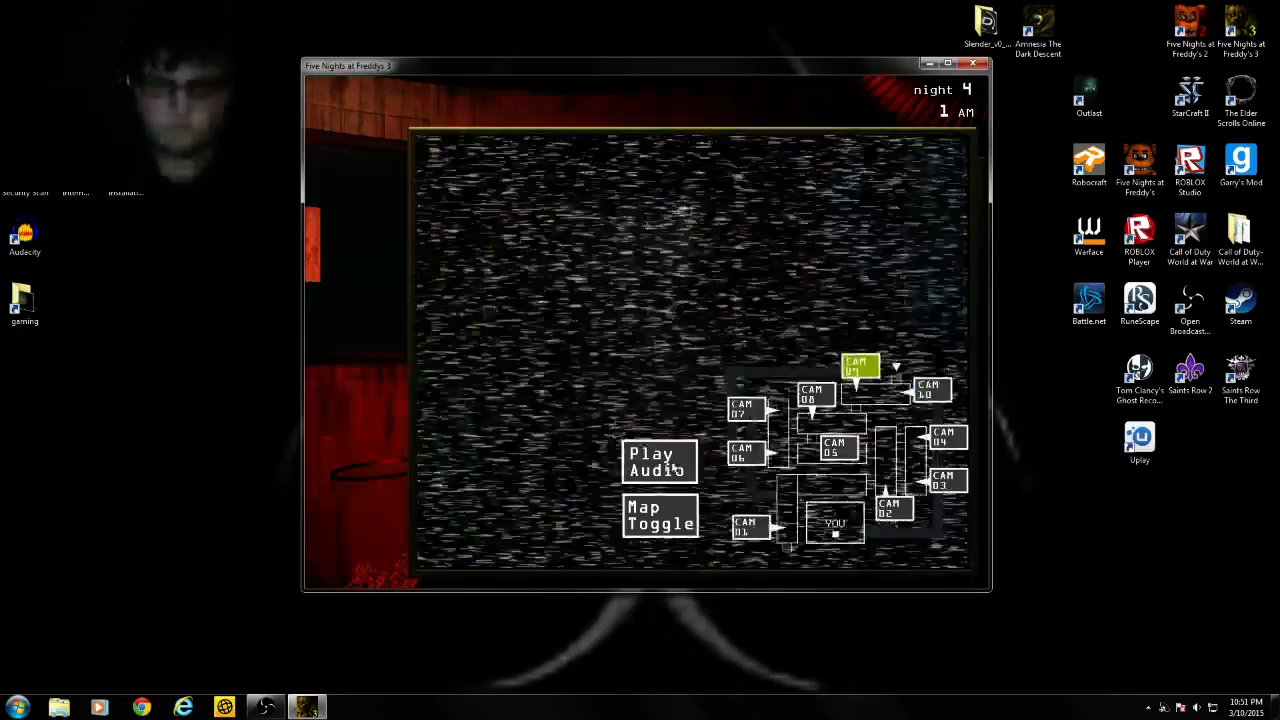 Slender_v0_...
Amnesia The
Dark Descent
Five Nights at
Freddy's 2
Five Nights at
Freddy's 3
Five Nights at Freddys 3
night 4
1 AM
Outlast
StarCraft II
The Elder
Scrolls Online
Robocraft
Five Nights at
Freddy's
ROBLOX
Studio
Garry's Mod
Security Scan
Intern...
Installati...
Audacity
gaming
Warface
ROBLOX
Player
Call of Duty
World at War
Call of Duty-
World at W...
Battle.net
RuneScape
Open
Broadcast...
Steam
Tom Clancy's
Ghost Reco...
Saints Row 2
Saints Row
The Third
Uplay
CAM
CAM
10
CAM
08
CAM
07
CAM
04
CAM
05
CAM
06
CAM
03
CAM
02
CAM
01
YOU
Play
Audio
Map
Toggle
10:51 PM
3/10/2015